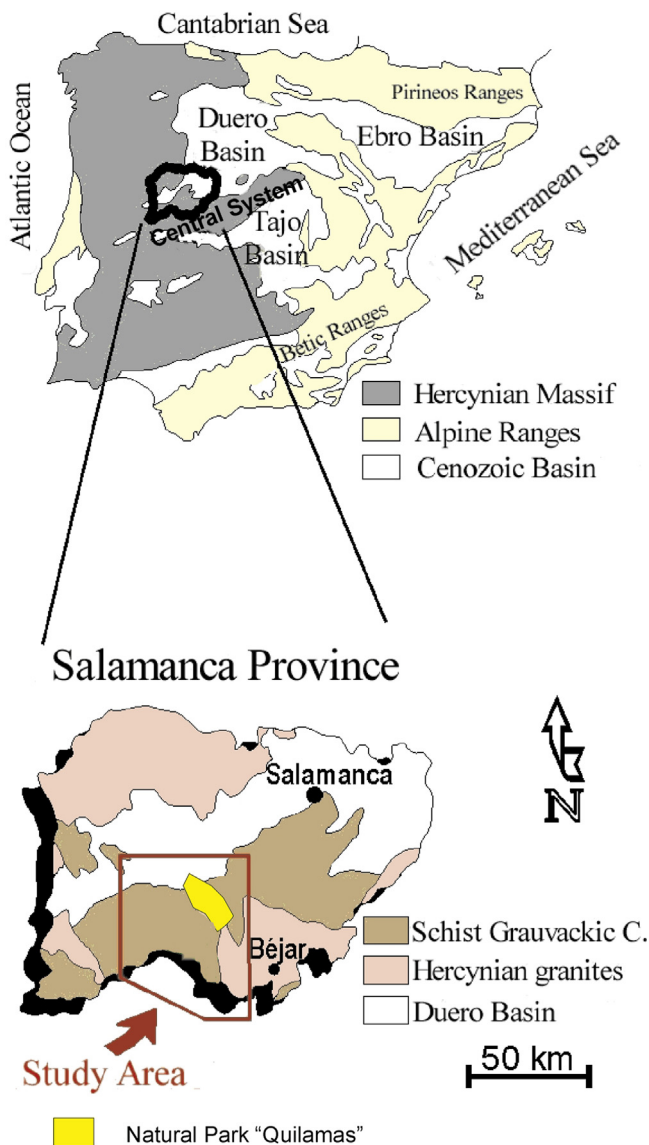 Cantabrian Sea
Pirineos Ranges
Duero
Basin
Ebro Basin
Atlantic Ocean
Mediterranean Sea
Central System
Tajo
Basin
Betic Ranges
Hercynian Massif
Alpine Ranges
Cenozoic Basin
Salamanca Province
Salamanca
N
Béjar
Schist Grauvackic C.
Hercynian granites
Duero Basin
Study Area
50 km
Natural Park “Quilamas”